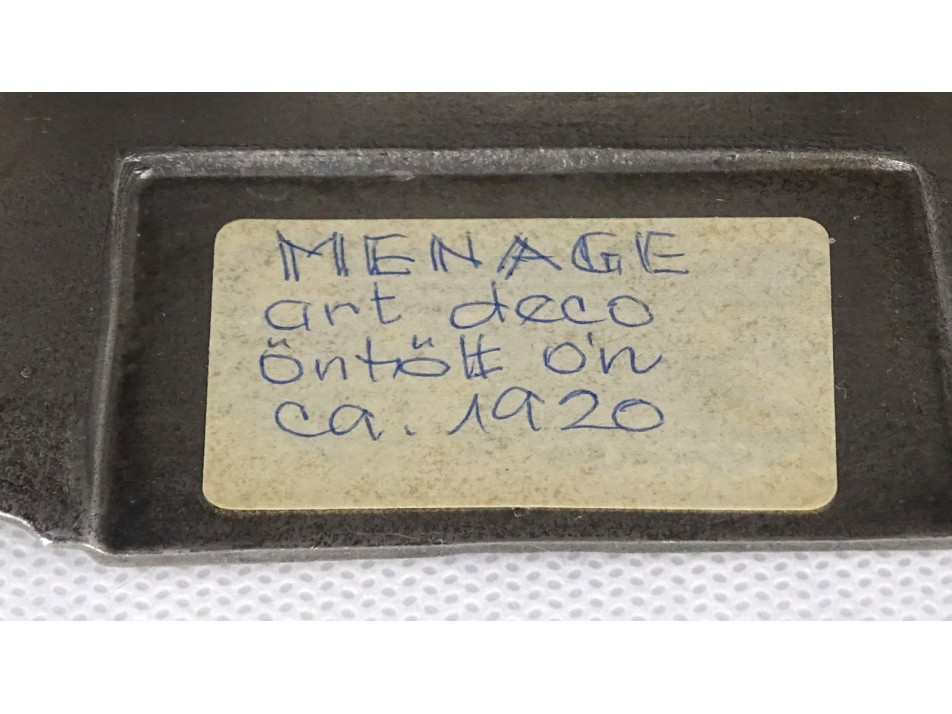 MENAGE
art deco
öntött ón
ca. 1920